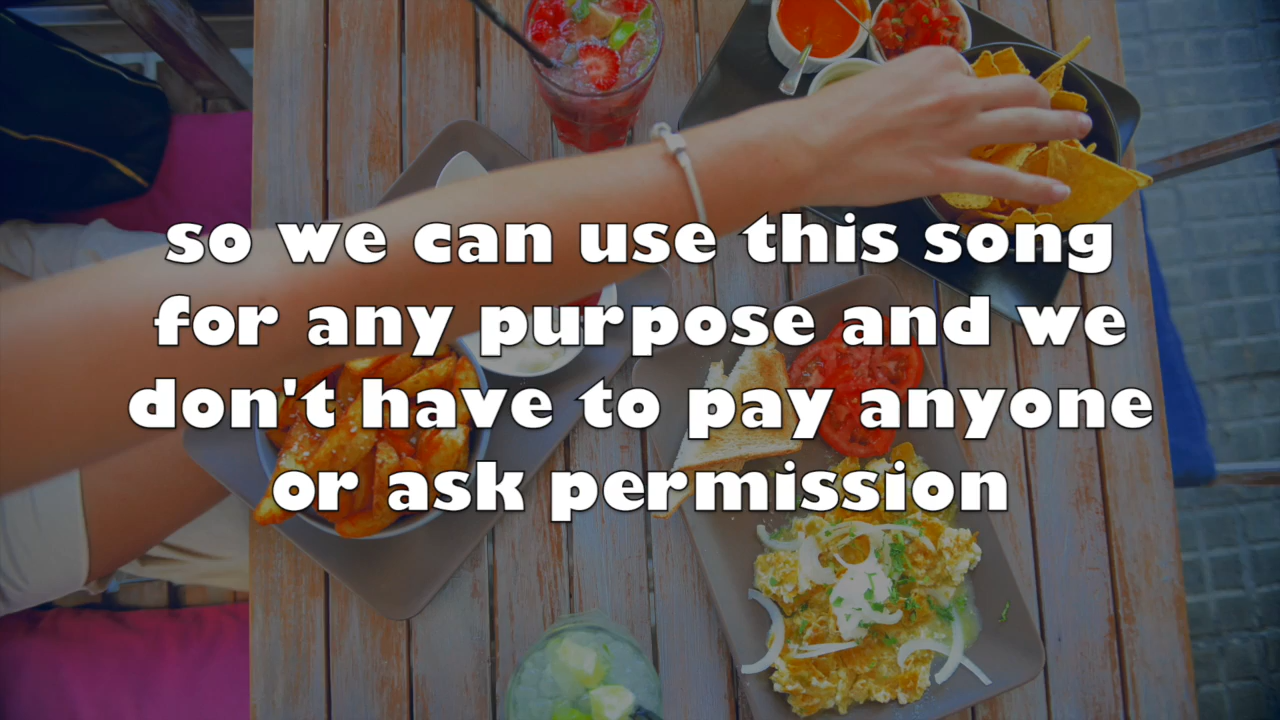 so we can use this song
for any purpose and we
don't have to pay anyone
or ask permission